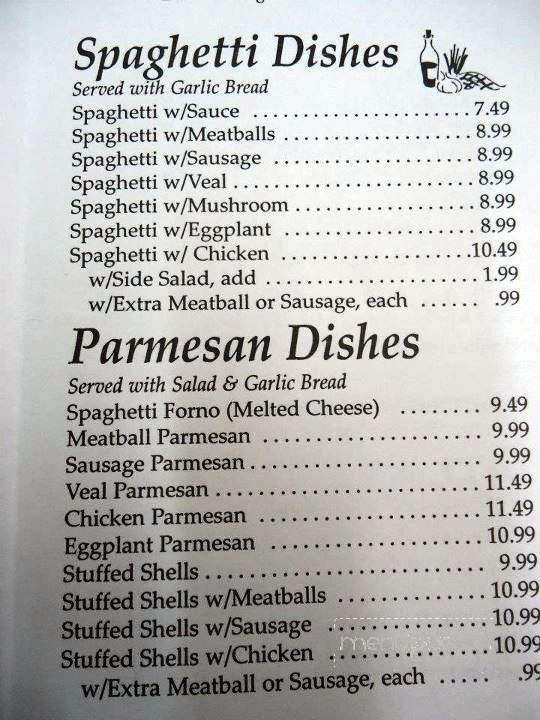 Spaghetti Dishes
Served with Garlic Bread
Spaghetti w/Sauce ..................7.49
Spaghetti w/Meatballs ...............8.99
Spaghetti w/Sausage ................8.99
Spaghetti w/Veal ....................8.99
Spaghetti w/Mushroom ..............8.99
Spaghetti w/Eggplant ...............8.99
Spaghetti w/ Chicken ................10.49
w/Side Salad, add ..................1.99
w/Extra Meatball or Sausage, each ...... .99
Parmesan Dishes
Served with Salad & Garlic Bread
Spaghetti Forno (Melted Cheese) ........ 9.49
Meatball Parmesan .................. 9.99
Sausage Parmesan ................... 9.99
Veal Parmesan ......................11.49
Chicken Parmesan ..................11.49
Eggplant Parmesan .................10.99
Stuffed Shells ....................... 9.99
Stuffed Shells w/Meatballs ............10.99
Stuffed Shells w/Sausage .............10.99
Stuffed Shells w/Chicken .............10.99
w/Extra Meatball or Sausage, each ..... .99